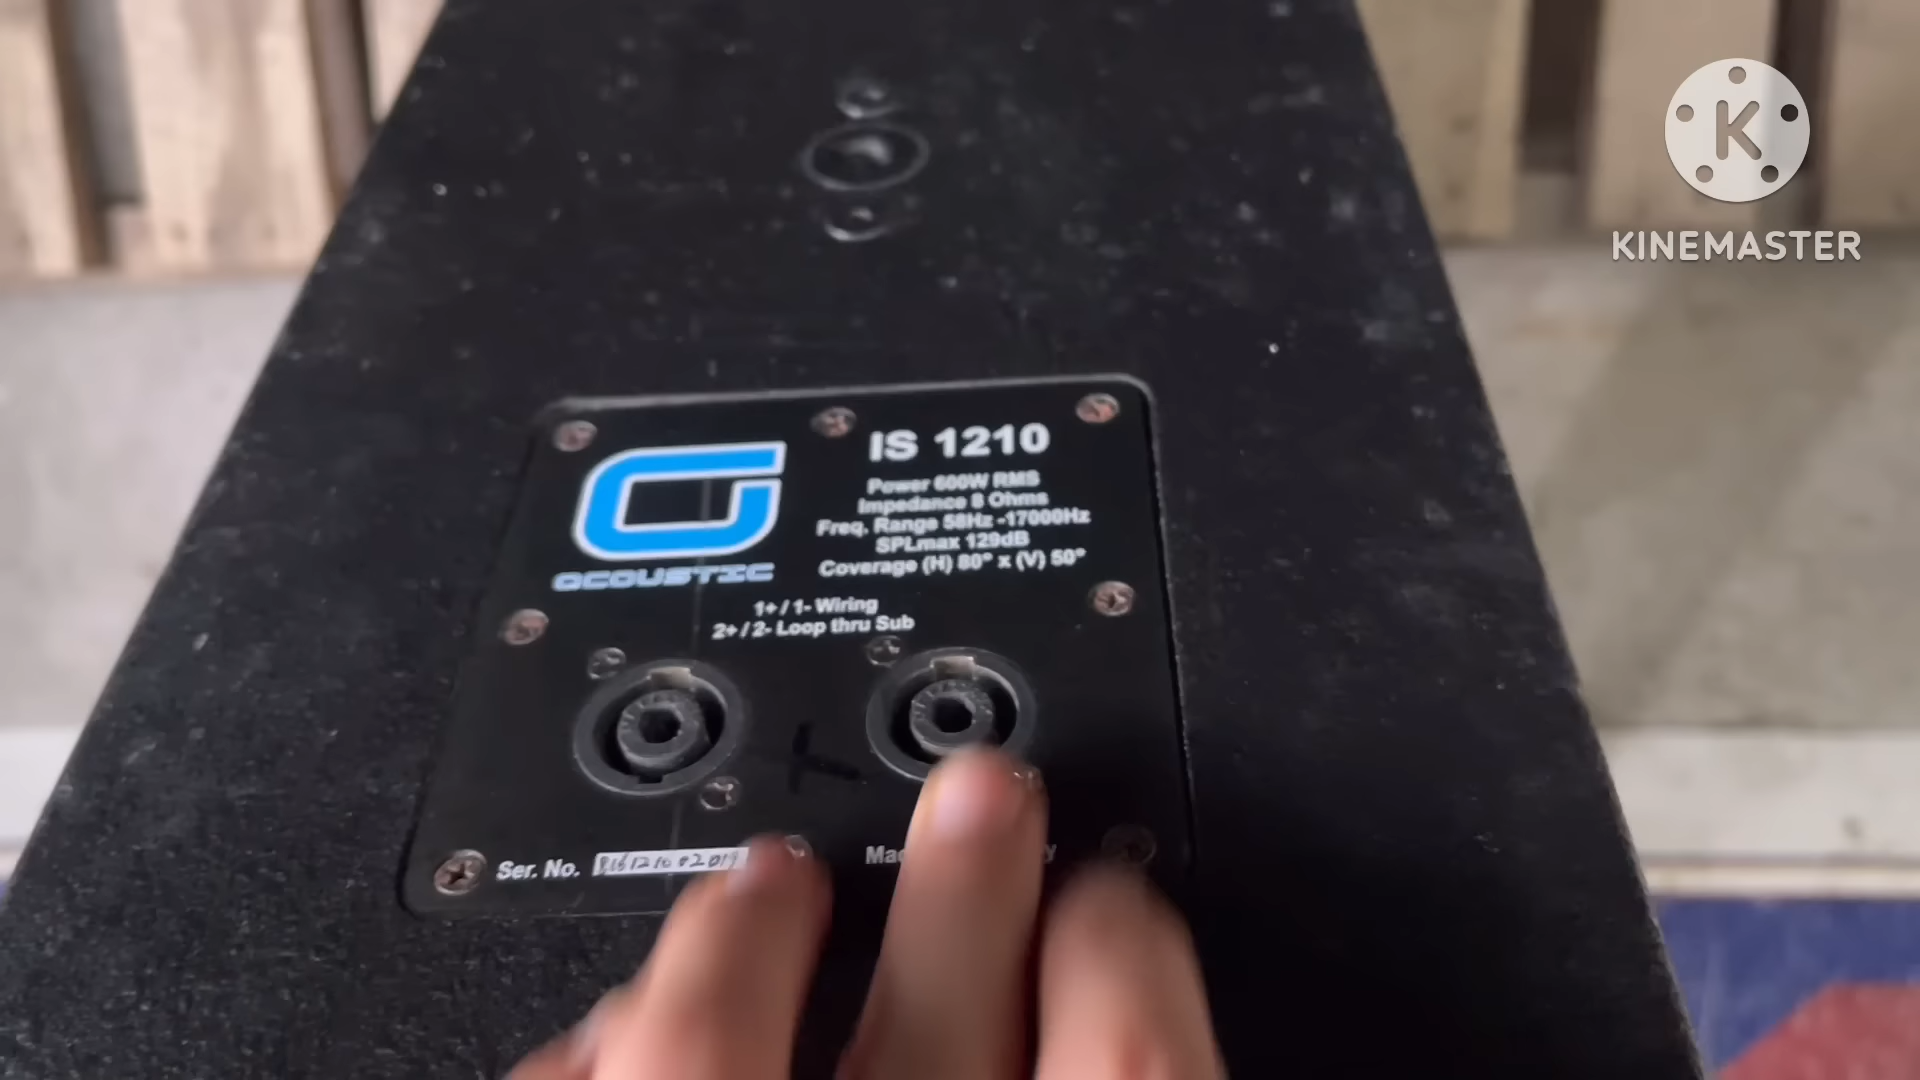 KINEMASTER
IS 1210
Power 600W RMS
Impedance 8 Ohms
Freq. Range 58Hz -17000Hz
SPLmax 129dB
Coverage (H) 80° x (V) 50°
ACOUSTIC
1+ / 1- Wiring
2+ / 2- Loop thru Sub
Ser. No.